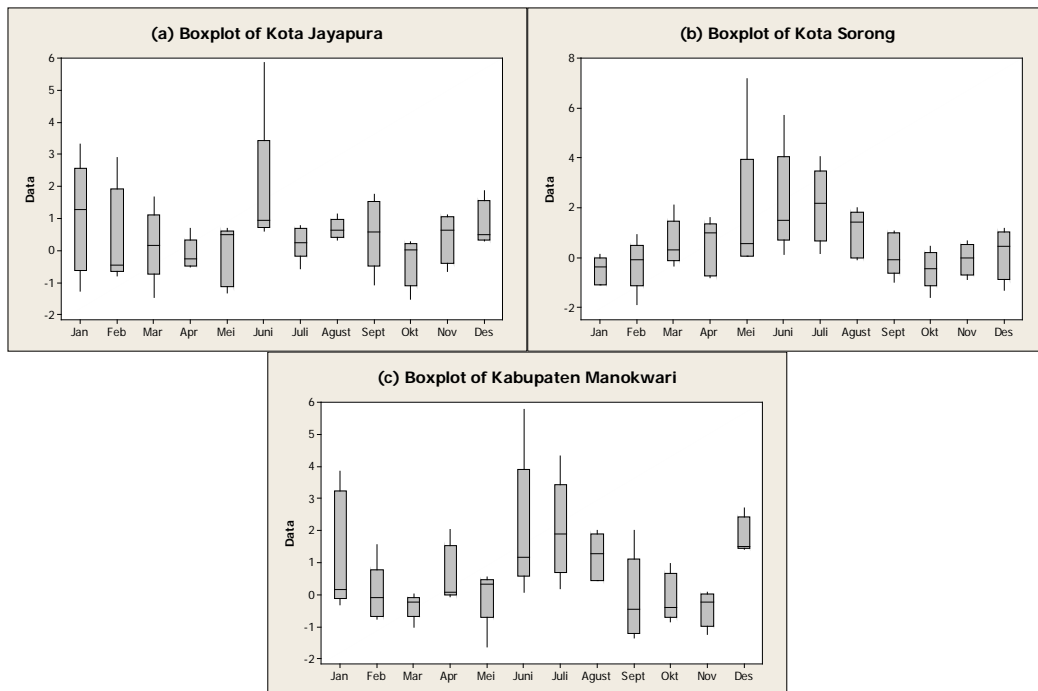 (a) Boxplot of Kota Jayapura
6
5
4
3
2
1
0
-1
-2
Data
Jan Feb Mar Apr Mei Juni Juli Agust Sept Okt Nov Des
(b) Boxplot of Kota Sorong
8
6
4
2
0
-2
Data
Jan Feb Mar Apr Mei Juni Juli Agust Sept Okt Nov Des
(c) Boxplot of Kabupaten Manokwari
6
5
4
3
2
1
0
-1
-2
Data
Jan Feb Mar Apr Mei Juni Juli Agust Sept Okt Nov Des